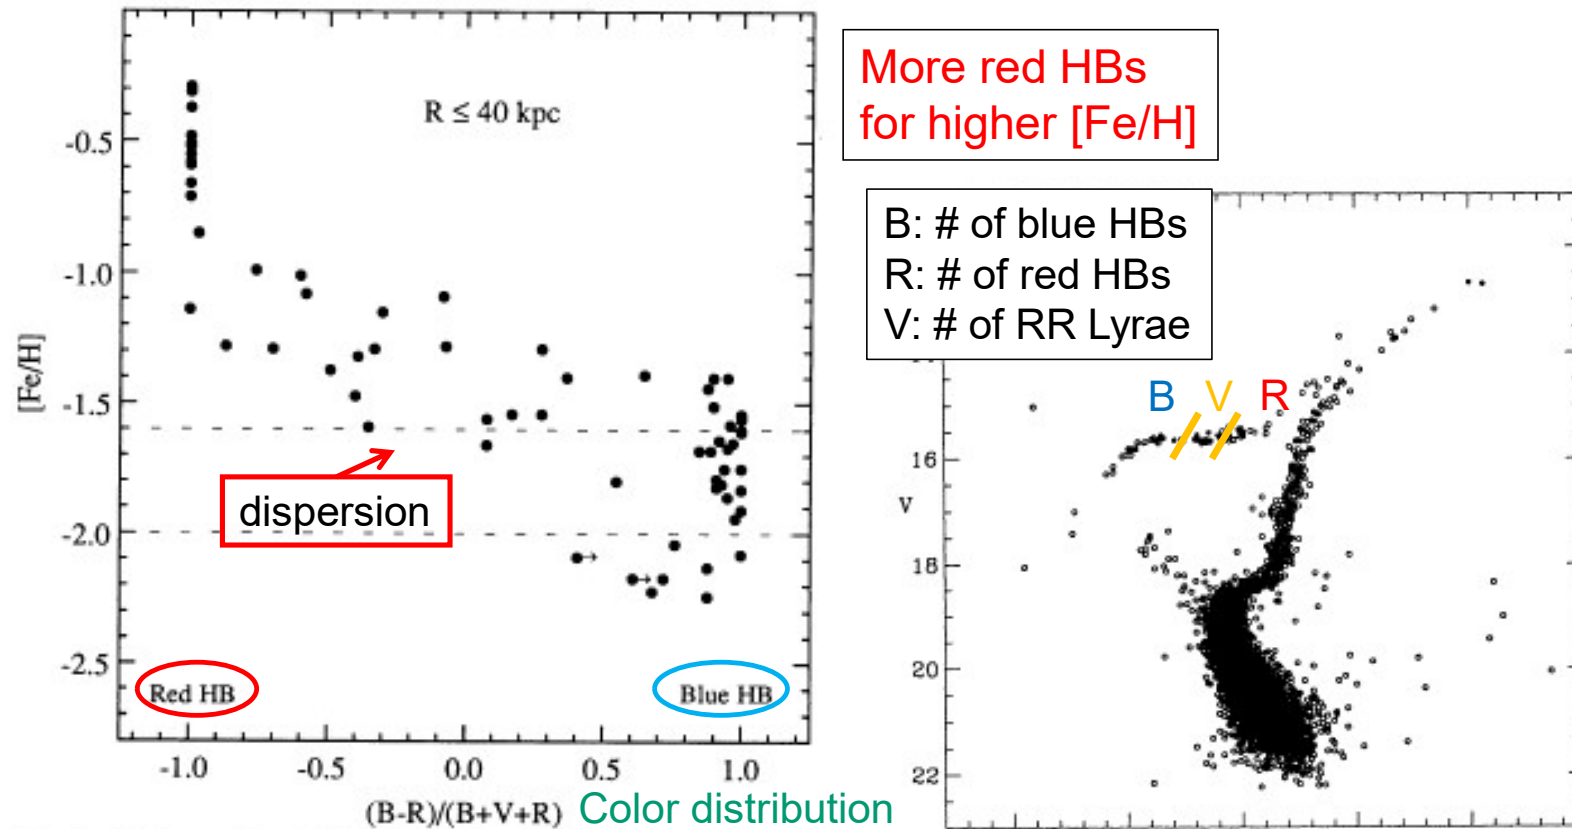 R ≤ 40 kpc
-0.5
-1.0
-1.5
-2.0
-2.5
[Fe/H]
dispersion
Red HB
Blue HB
-1.0
-0.5
0.0
0.5
1.0
(B-R)/(B+V+R)
Color distribution
More red HBs
for higher [Fe/H]
B: # of blue HBs
R: # of red HBs
V: # of RR Lyrae
B
V
R
16
V
18
20
22